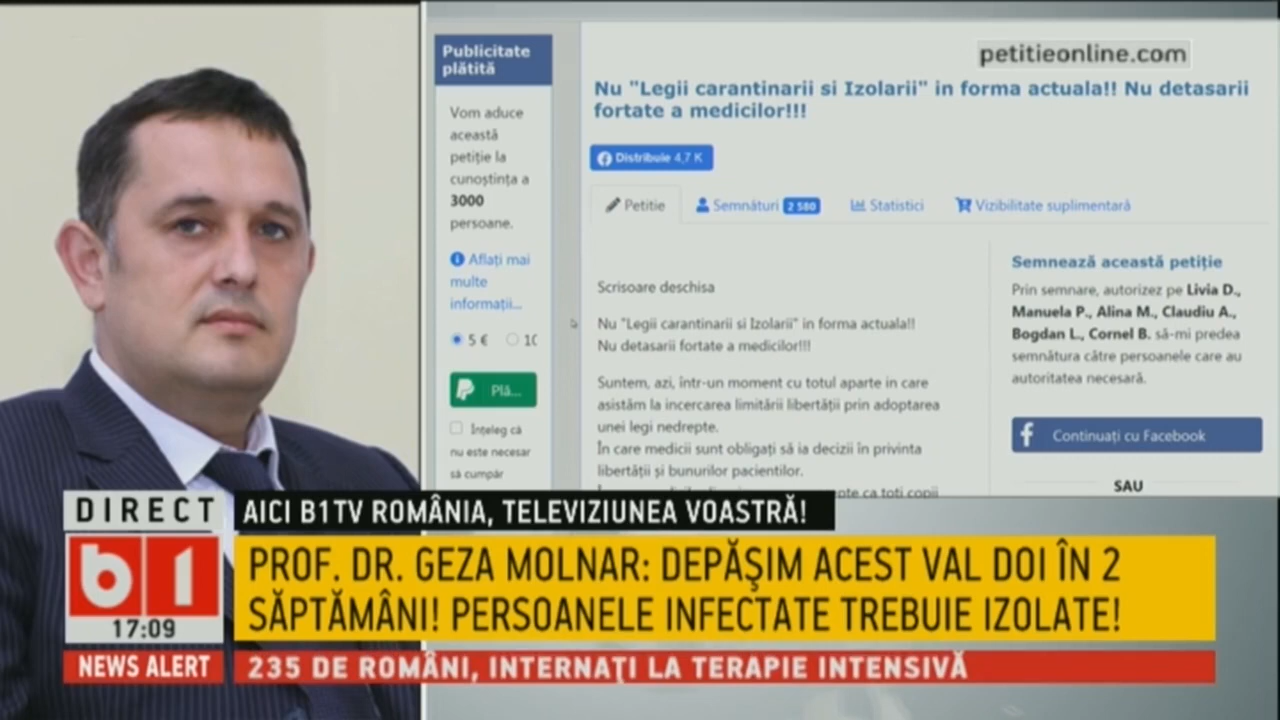 petitieonline.com
Publicitate
plătită
Vom aduce
această
petiție la
cunoștința a
3000
persoane.
Aflați mai
multe
informații...
5 €
Plă...
Înțeleg că
nu este necesar
să cumpăr
Nu "Legii carantinarii si Izolarii" in forma actuala!! Nu detasarii
fortate a medicilor!!!
Distribuie 4,7 K
Petitie Semnături 2 580 Statistici Vizibilitate suplimentară
Scrisoare deschisa
Nu "Legii carantinarii si Izolarii" in forma actuala!!
Nu detasarii fortate a medicilor!!!
Suntem, azi, într-un moment cu totul aparte in care
asistăm la incercarea limitării libertății prin adoptarea
unei legi nedrepte.
În care medicii sunt obligați să ia decizii în privinta
libertății și bunurilor pacientilor.
Semnează această petiție
Prin semnare, autorizez pe Livia D.,
Manuela P., Alina M., Claudiu A.,
Bogdan L., Cornel B. să-mi predea
semnătura către persoanele care au
autoritatea necesară.
Continuați cu Facebook
SAU
DIRECT
AICI B1TV ROMÂNIA, TELEVIZIUNEA VOASTRĂ!
b1
17:09
PROF. DR. GEZA MOLNAR: DEPĂŞIM ACEST VAL DOI ÎN 2
SĂPTĂMÂNI! PERSOANELE INFECTATE TREBUIE IZOLATE!
NEWS ALERT
235 DE ROMÂNI, INTERNAŢI LA TERAPIE INTENSIVĂ